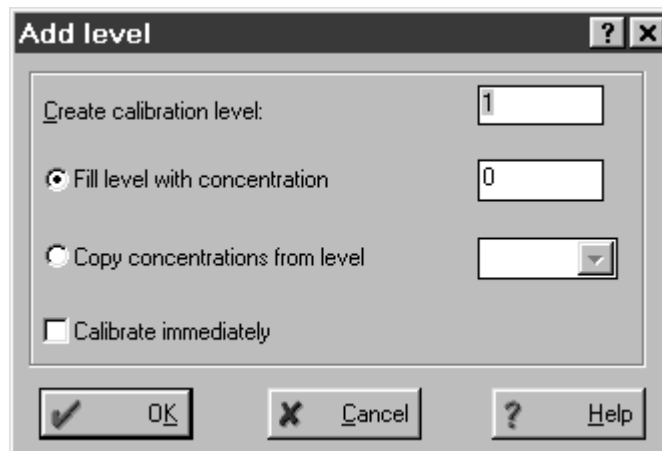 Add level
Create calibration level: 1
Fill level with concentration 0
Copy concentrations from level
Calibrate immediately
OK Cancel ? Help